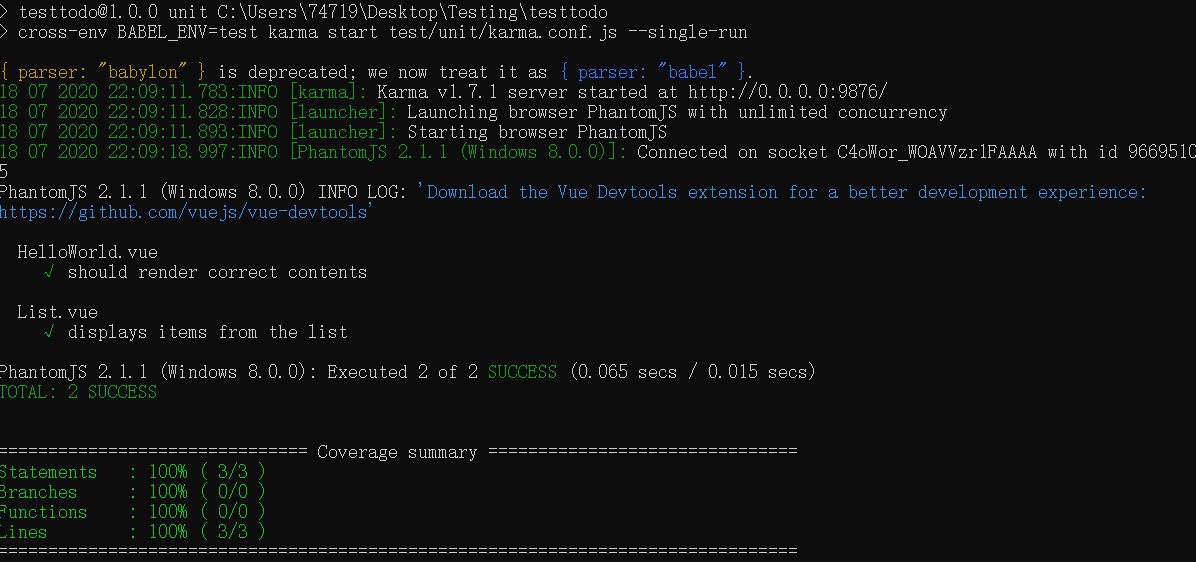 > testtodo@1.0.0 unit C:\Users\74719\Desktop\Testing\testtodo
> cross-env BABEL_ENV=test karma start test/unit/karma.conf.js --single-run
{ parser: "babylon" } is deprecated; we now treat it as { parser: "babel" }.
18 07 2020 22:09:11.783:INFO [karma]: Karma v1.7.1 server started at http://0.0.0.0:9876/
18 07 2020 22:09:11.828:INFO [launcher]: Launching browser PhantomJS with unlimited concurrency
18 07 2020 22:09:11.893:INFO [launcher]: Starting browser PhantomJS
18 07 2020 22:09:18.997:INFO [PhantomJS 2.1.1 (Windows 8.0.0)]: Connected on socket C4oWor_WOAVVzr1FAAAA with id 9669510
5
PhantomJS 2.1.1 (Windows 8.0.0) INFO LOG: 'Download the Vue Devtools extension for a better development experience:
https://github.com/vuejs/vue-devtools'
HelloWorld.vue
√ should render correct contents
List.vue
√ displays items from the list
PhantomJS 2.1.1 (Windows 8.0.0): Executed 2 of 2 SUCCESS (0.065 secs / 0.015 secs)
TOTAL: 2 SUCCESS
=============================== Coverage summary ===============================
Statements   : 100% ( 3/3 )
Branches     : 100% ( 0/0 )
Functions    : 100% ( 0/0 )
Lines        : 100% ( 3/3 )
================================================================================